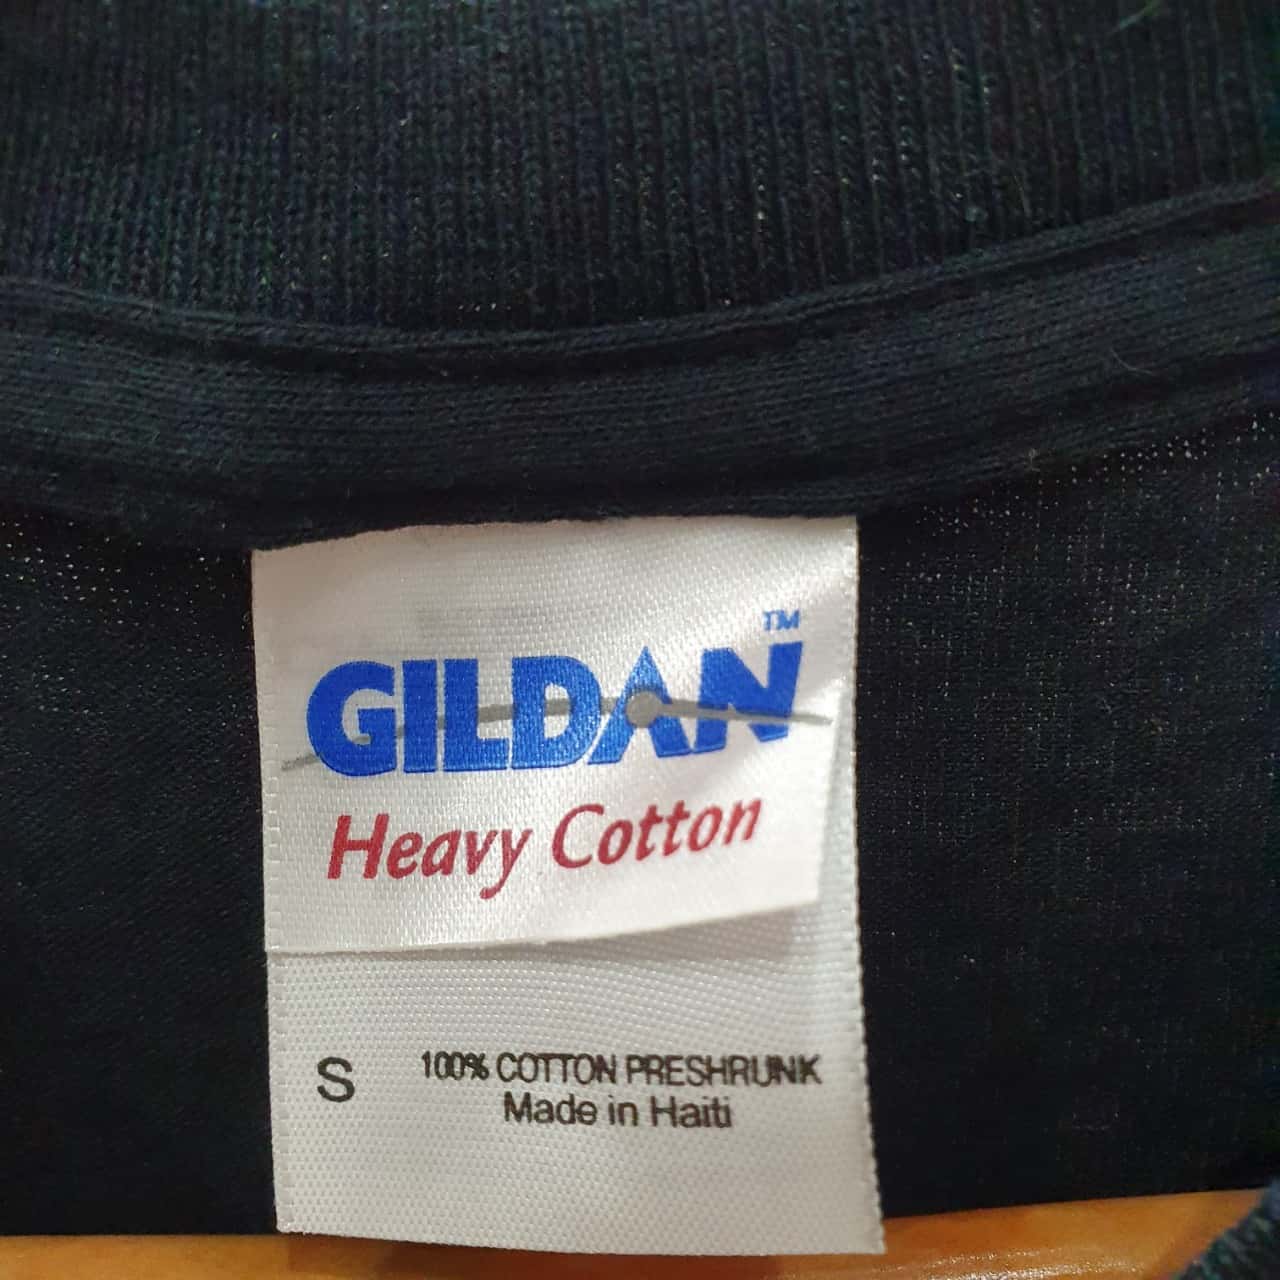 GILDAN™
Heavy Cotton
S 100% COTTON PRESHRUNK
Made in Haiti